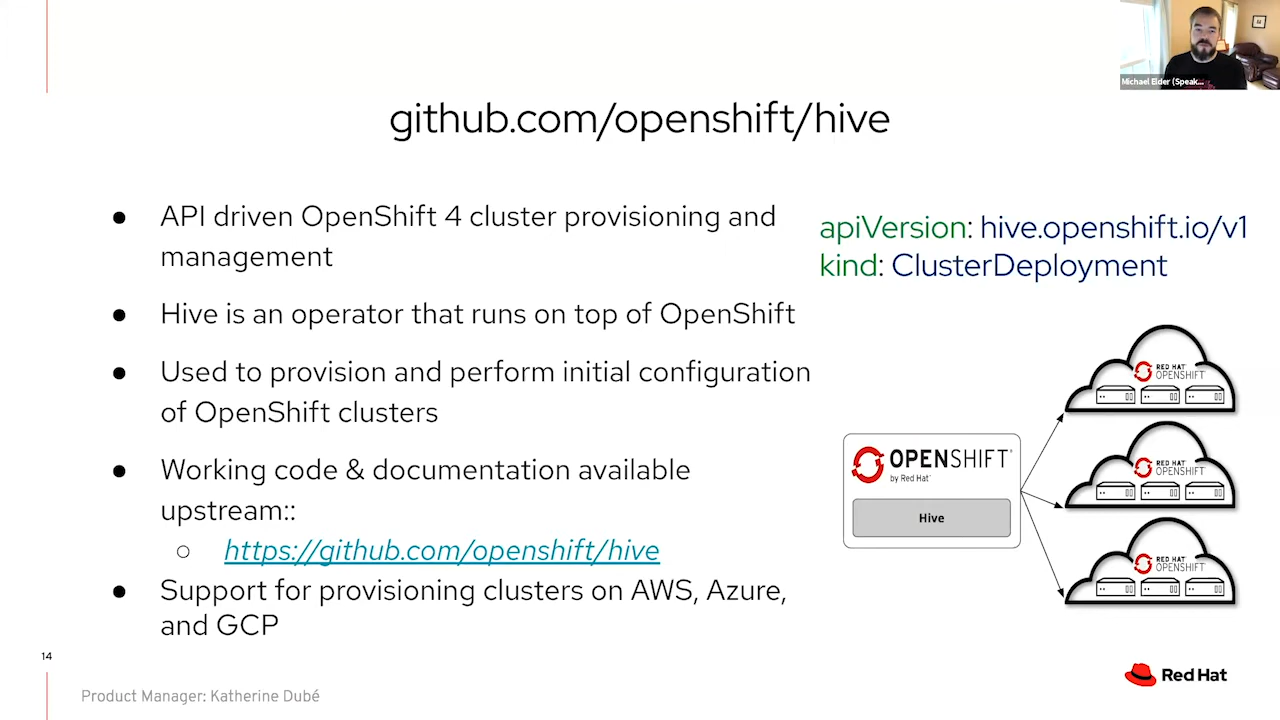 Michael Elder (Speak...
github.com/openshift/hive
● API driven OpenShift 4 cluster provisioning and
management
● Hive is an operator that runs on top of OpenShift
● Used to provision and perform initial configuration
of OpenShift clusters
● Working code & documentation available
upstream::
○ https://github.com/openshift/hive
● Support for provisioning clusters on AWS, Azure,
and GCP
apiVersion: hive.openshift.io/v1
kind: ClusterDeployment
RED HAT
OPENSHIFT
RED HAT
OPENSHIFT
RED HAT
OPENSHIFT
OPENSHIFT
by Red Hat
Hive
14
Product Manager: Katherine Dubé
Red Hat